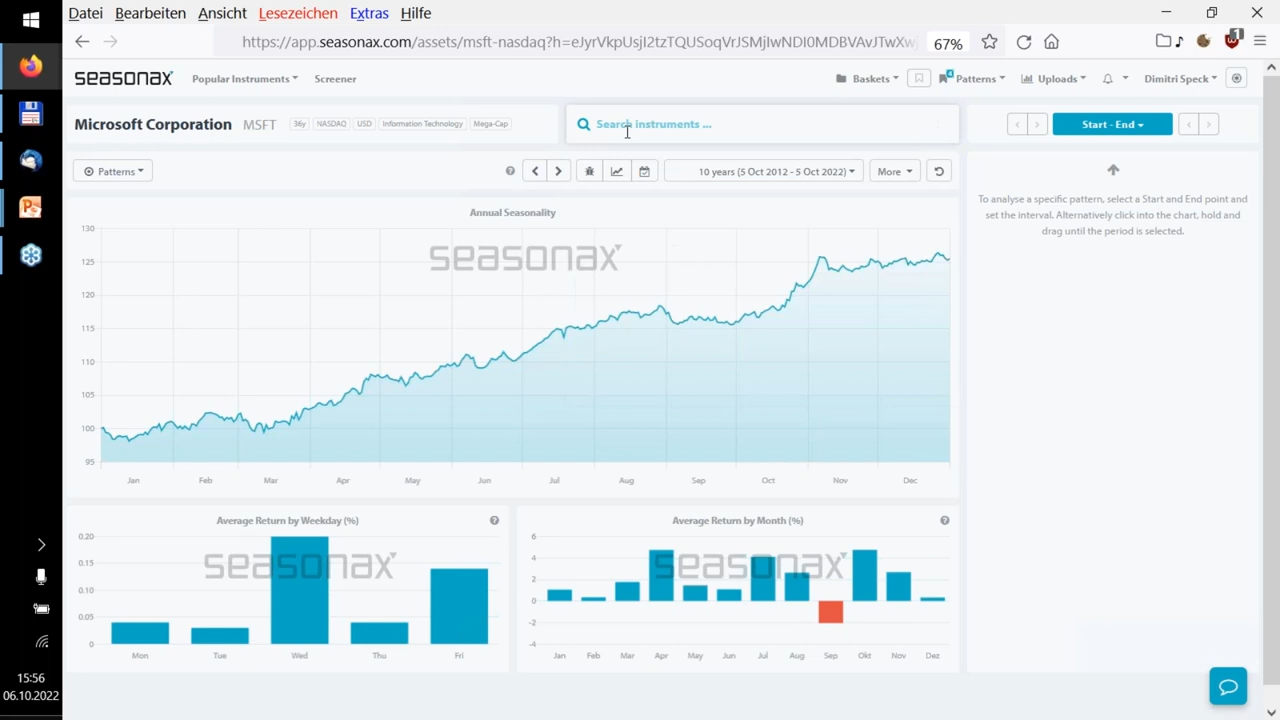 Datei Bearbeiten Ansicht Lesezeichen Extras Hilfe
https://app.seasonax.com/assets/msft-nasdaq?h=eJyrVkpUsjI2tzTQUSoqVrJSMjIwNDI0MDBVAvJTwXw
67%
1
seasonax Popular Instruments Screener Baskets 4 Patterns Uploads Dimitri Speck
Microsoft Corporation MSFT 36y NASDAQ USD Information Technology Mega-Cap
Search instruments ...
Start - End
Patterns
10 years (5 Oct 2012 - 5 Oct 2022) More
To analyse a specific pattern, select a Start and End point and
set the interval. Alternatively click into the chart, hold and
drag until the period is selected.
Annual Seasonality
seasonax
130
125
120
115
110
105
100
95
Jan Feb Mar Apr May Jun Jul Aug Sep Oct Nov Dec
Average Return by Weekday (%)
seasonax
0.20
0.15
0.10
0.05
0
Mon Tue Wed Thu Fri
Average Return by Month (%)
seasonax
6
4
2
0
-2
-4
Jan Feb Mar Apr May Jun Jul Aug Sep Okt Nov Dez
15:56
06.10.2022